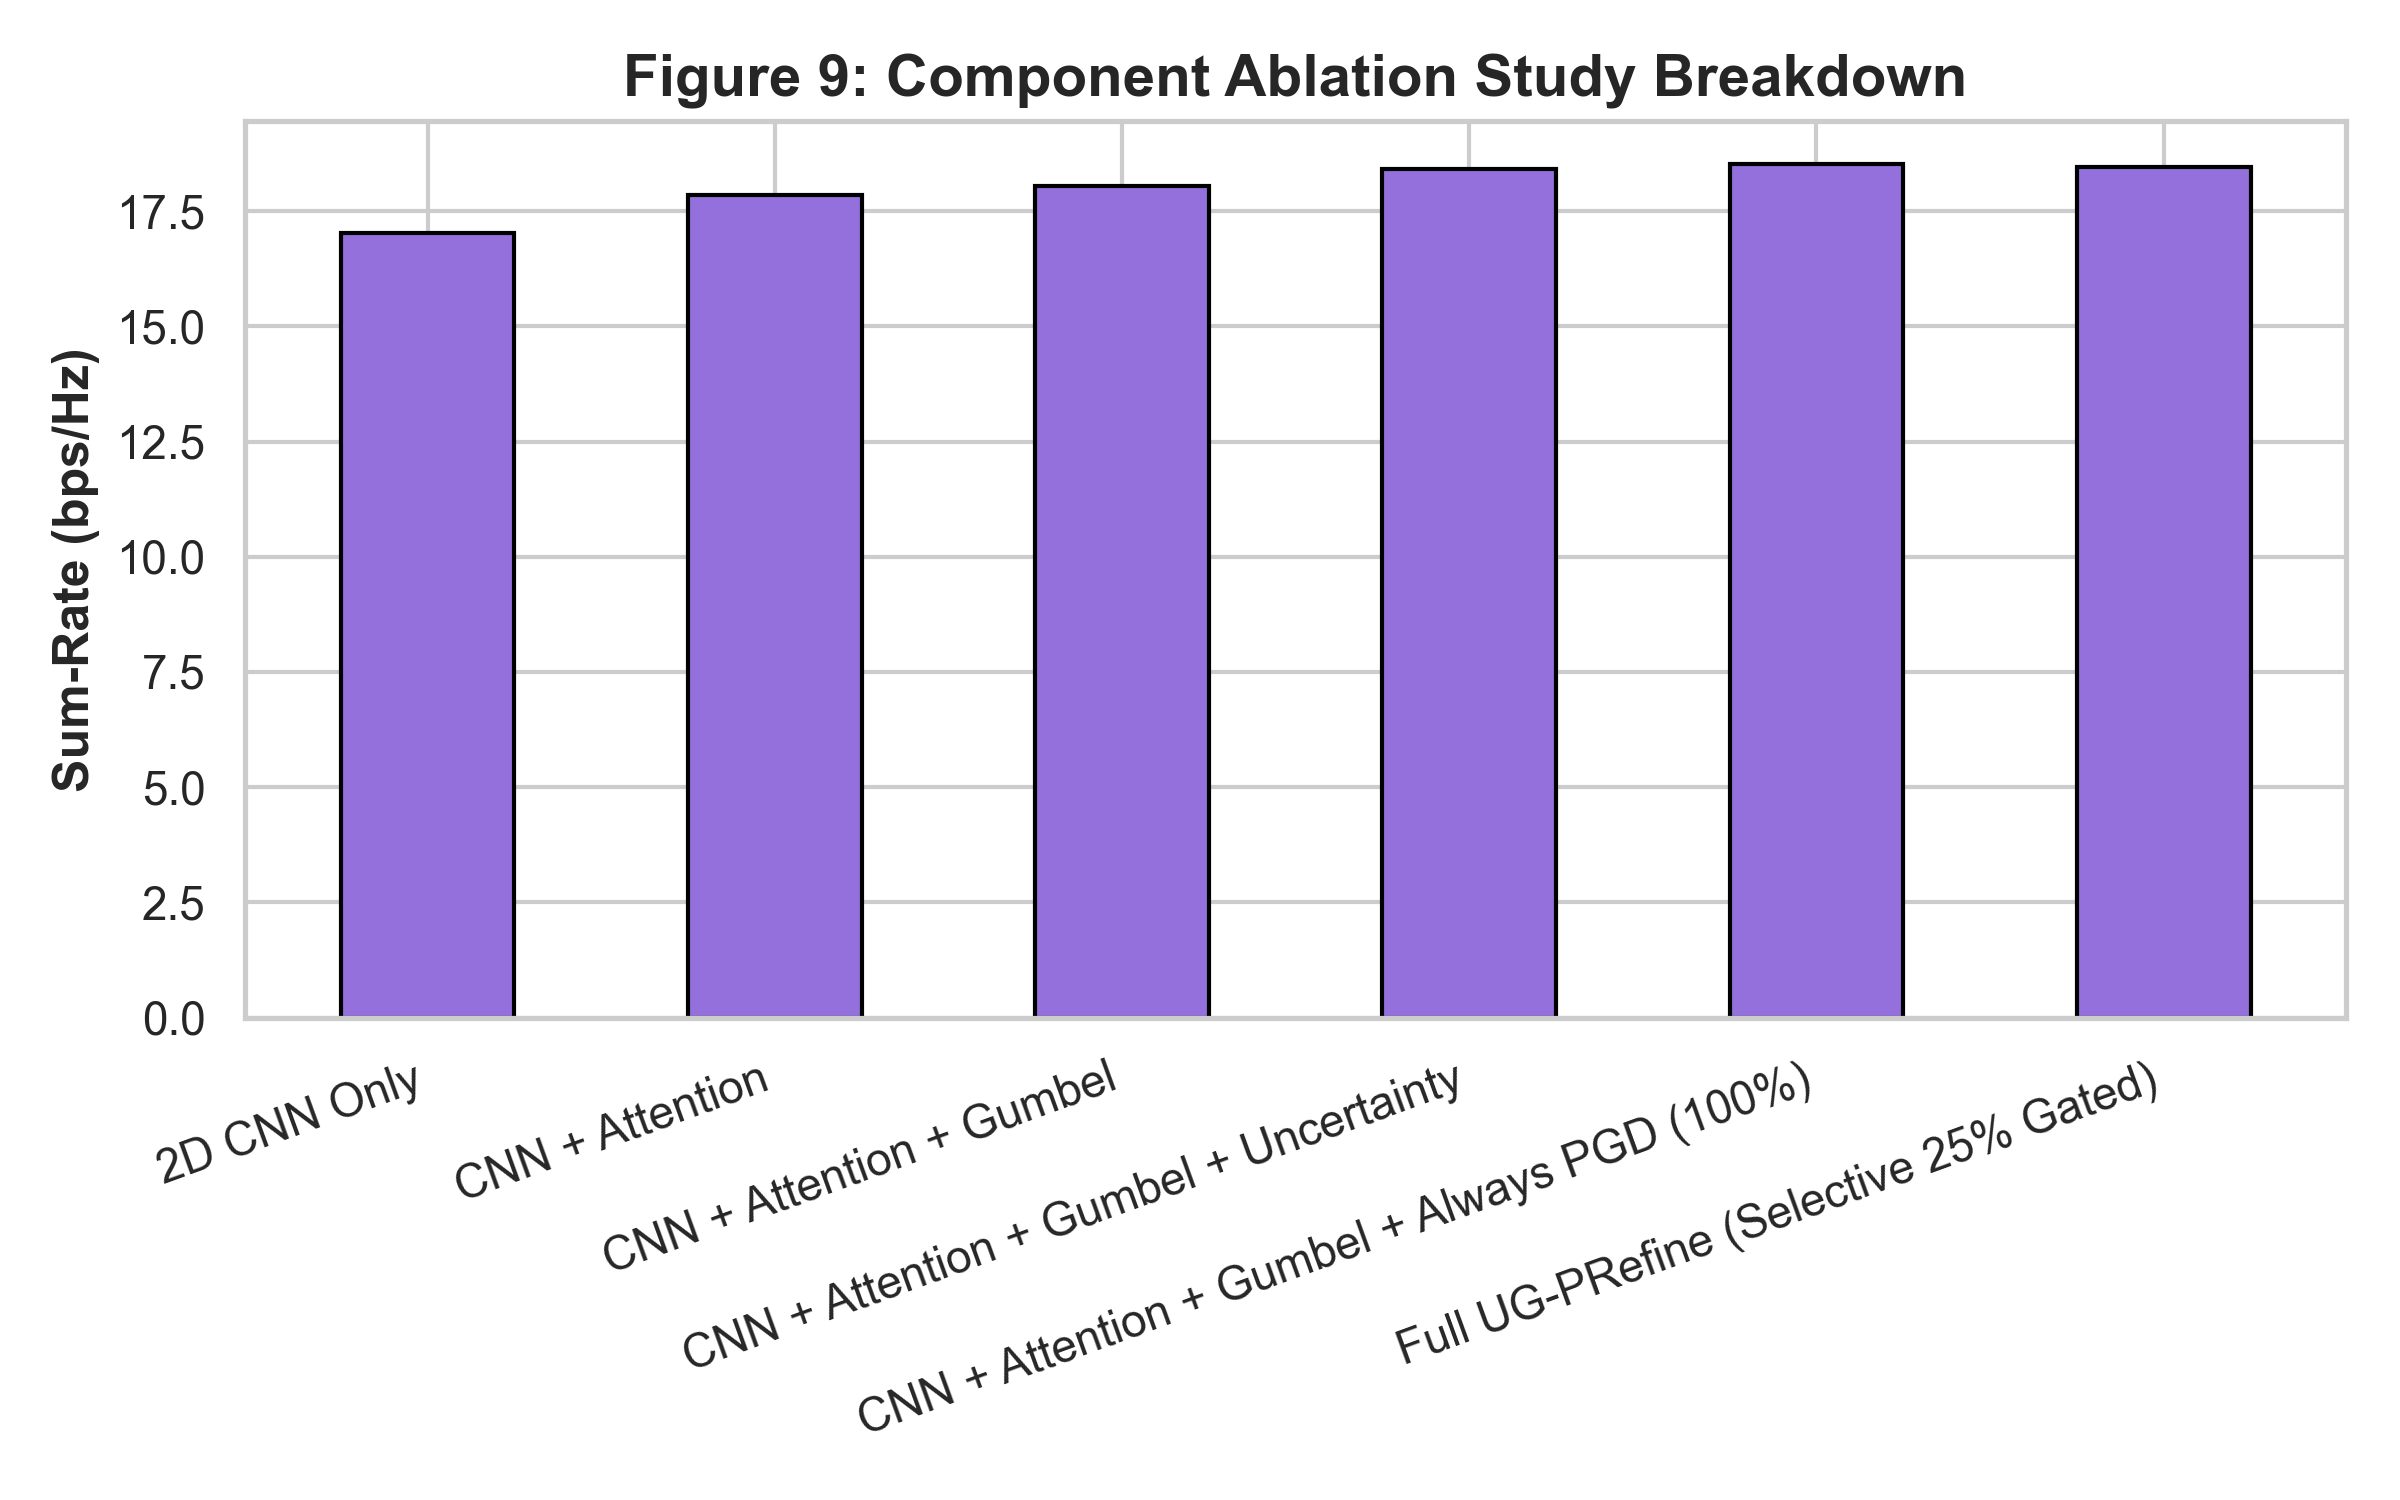 Figure 9: Component Ablation Study Breakdown
Sum-Rate (bps/Hz)
17.5
15.0
12.5
10.0
7.5
5.0
2.5
0.0
2D CNN Only
CNN + Attention
CNN + Attention + Gumbel
CNN + Attention + Gumbel + Uncertainty
CNN + Attention + Gumbel + Always PGD (100%)
Full UG-PRefine (Selective 25% Gated)